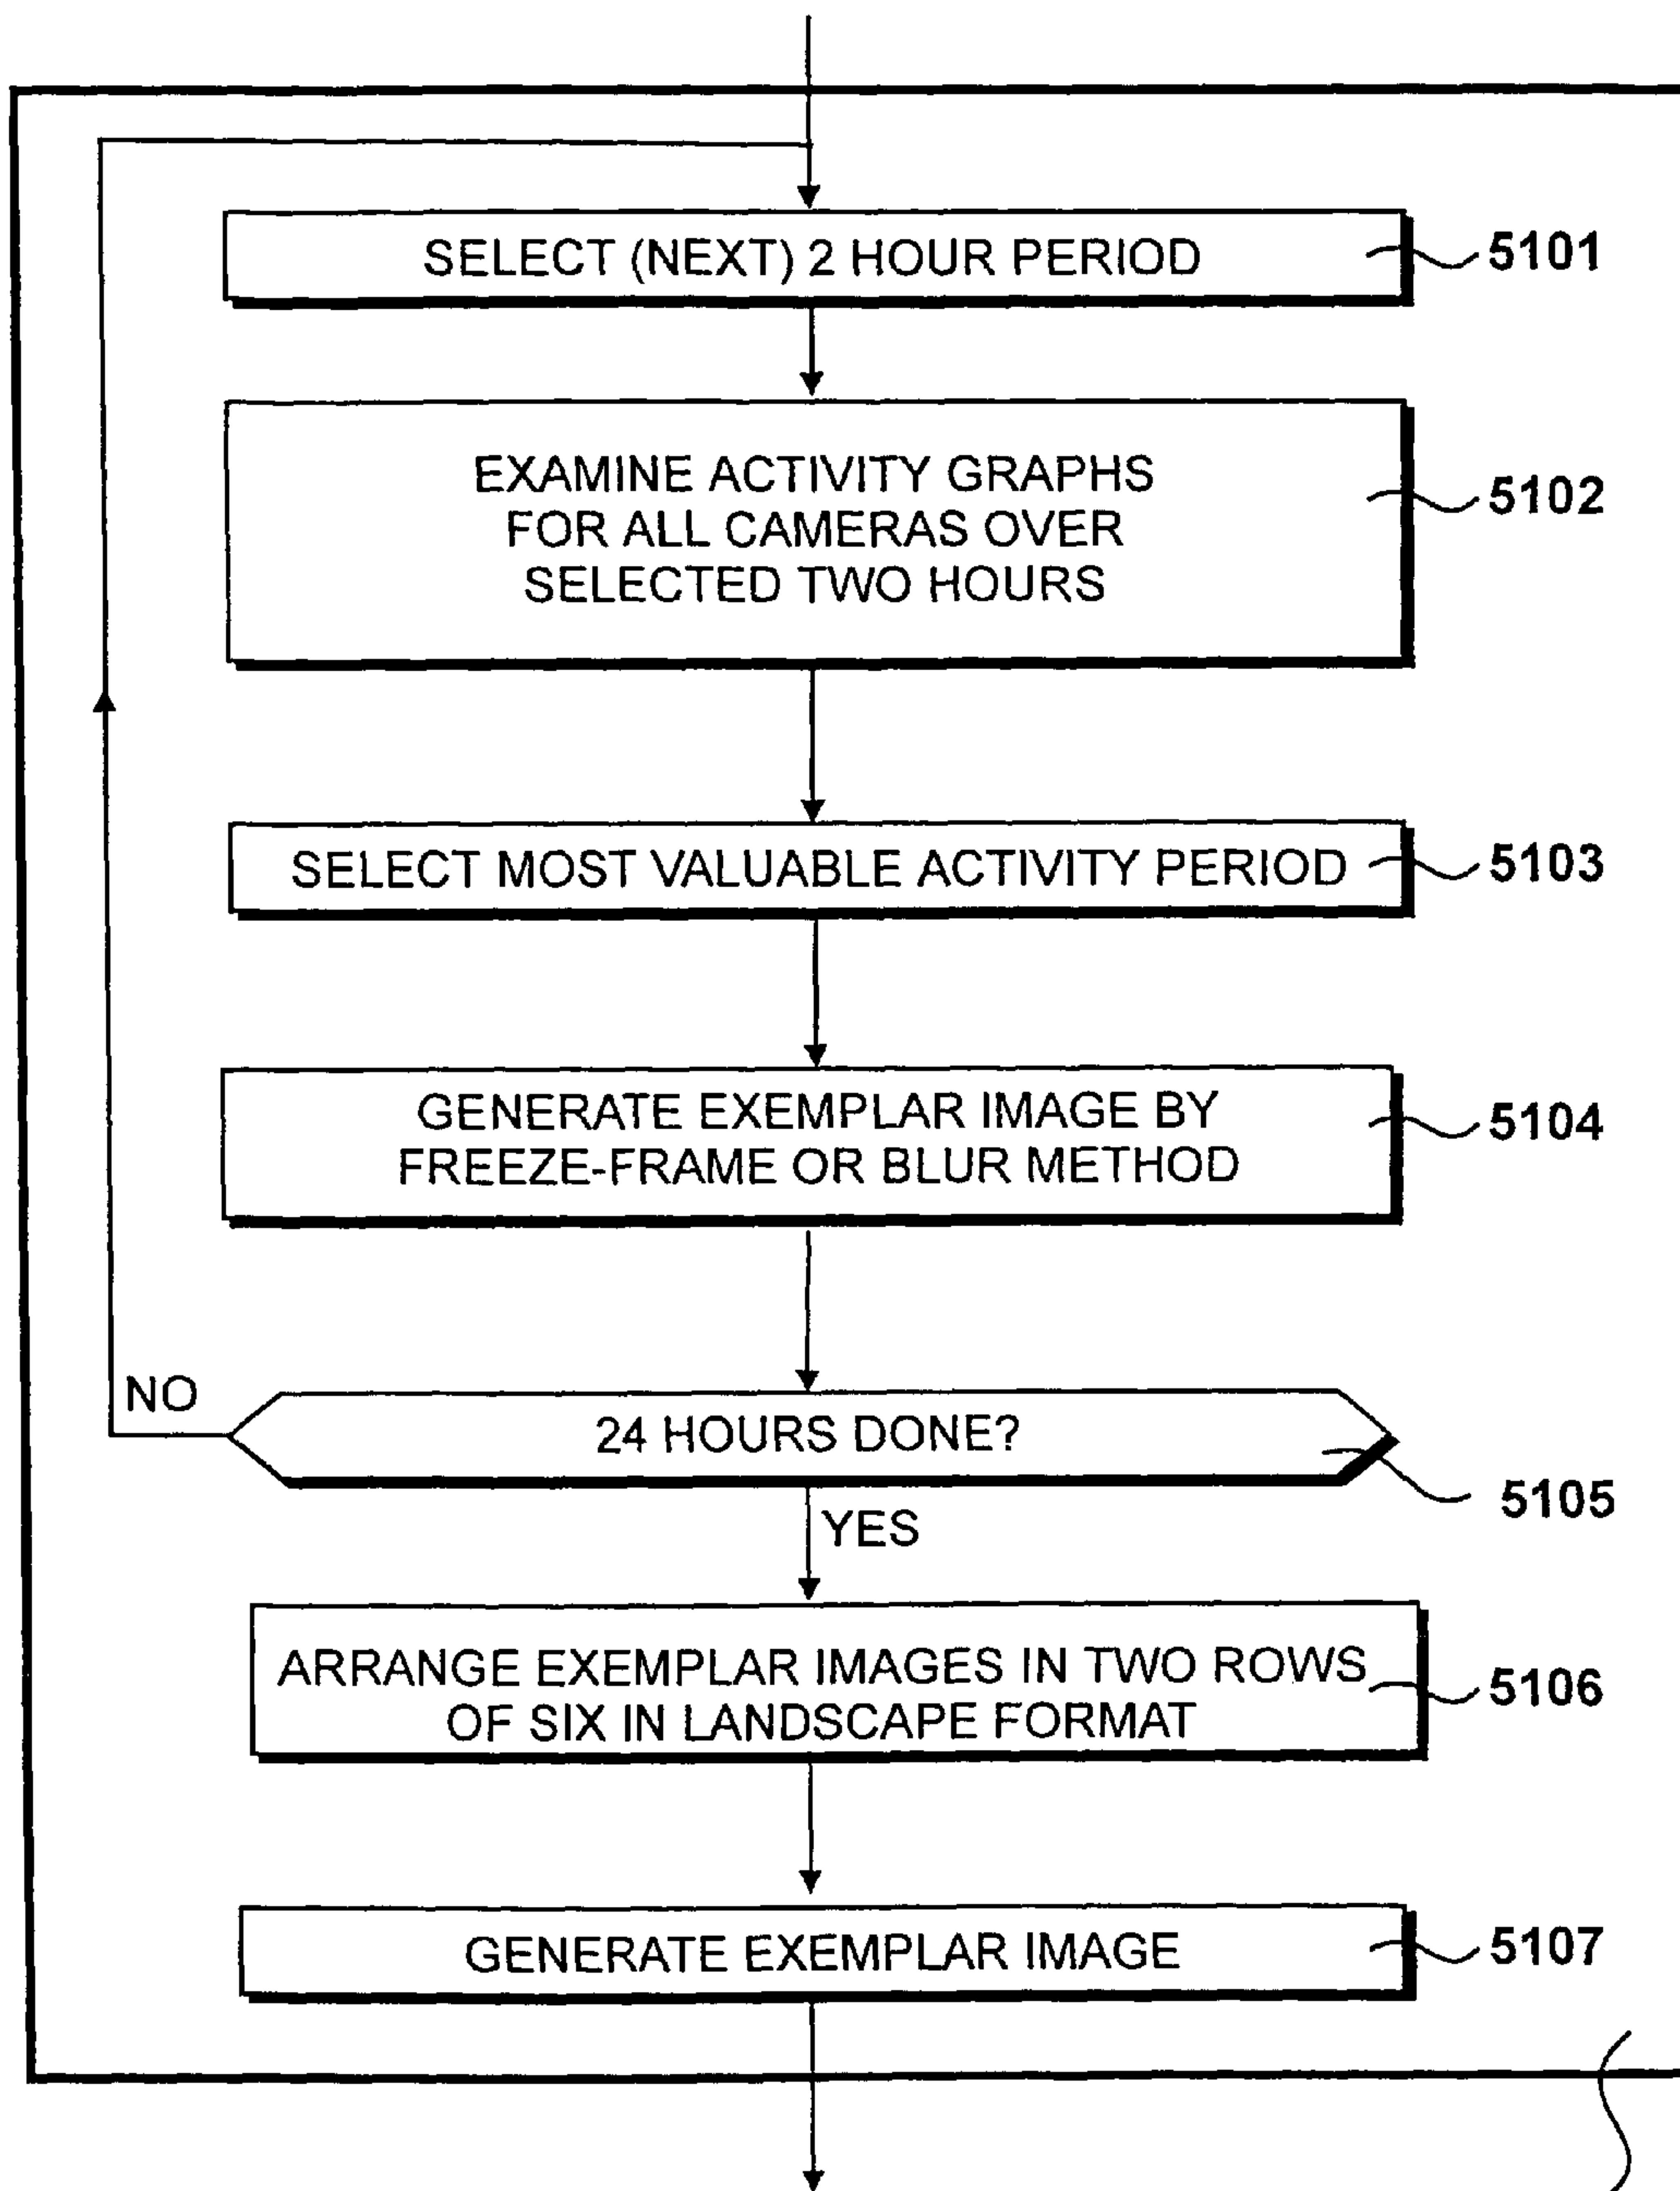 SELECT (NEXT) 2 HOUR PERIOD
5101
EXAMINE ACTIVITY GRAPHS
FOR ALL CAMERAS OVER
SELECTED TWO HOURS
5102
SELECT MOST VALUABLE ACTIVITY PERIOD
5103
GENERATE EXEMPLAR IMAGE BY
FREEZE-FRAME OR BLUR METHOD
5104
NO
24 HOURS DONE?
5105
YES
ARRANGE EXEMPLAR IMAGES IN TWO ROWS
OF SIX IN LANDSCAPE FORMAT
5106
GENERATE EXEMPLAR IMAGE
5107